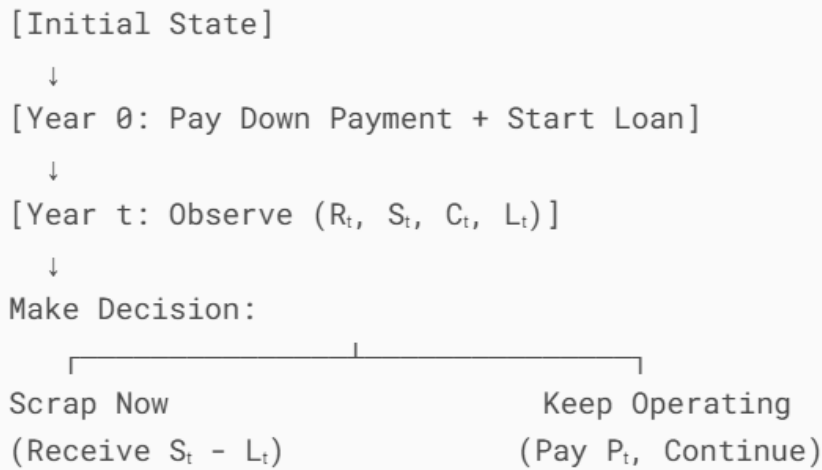 [Initial State]
↓
[Year 0: Pay Down Payment + Start Loan]
↓
[Year t: Observe (Rₜ, Sₜ, Cₜ, Lₜ)]
↓
Make Decision:
Scrap Now Keep Operating
(Receive Sₜ - Lₜ) (Pay Pₜ, Continue)